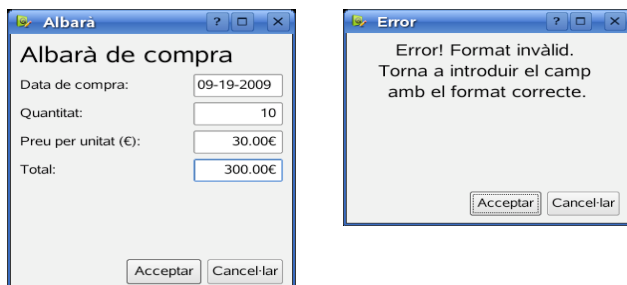 Albarà
Albarà de compra
Data de compra: 09-19-2009
Quantitat: 10
Preu per unitat (€): 30.00€
Total: 300.00€
Acceptar Cancel·lar
Error
Error! Format invàlid.
Torna a introduir el camp
amb el format correcte.
Acceptar Cancel·lar